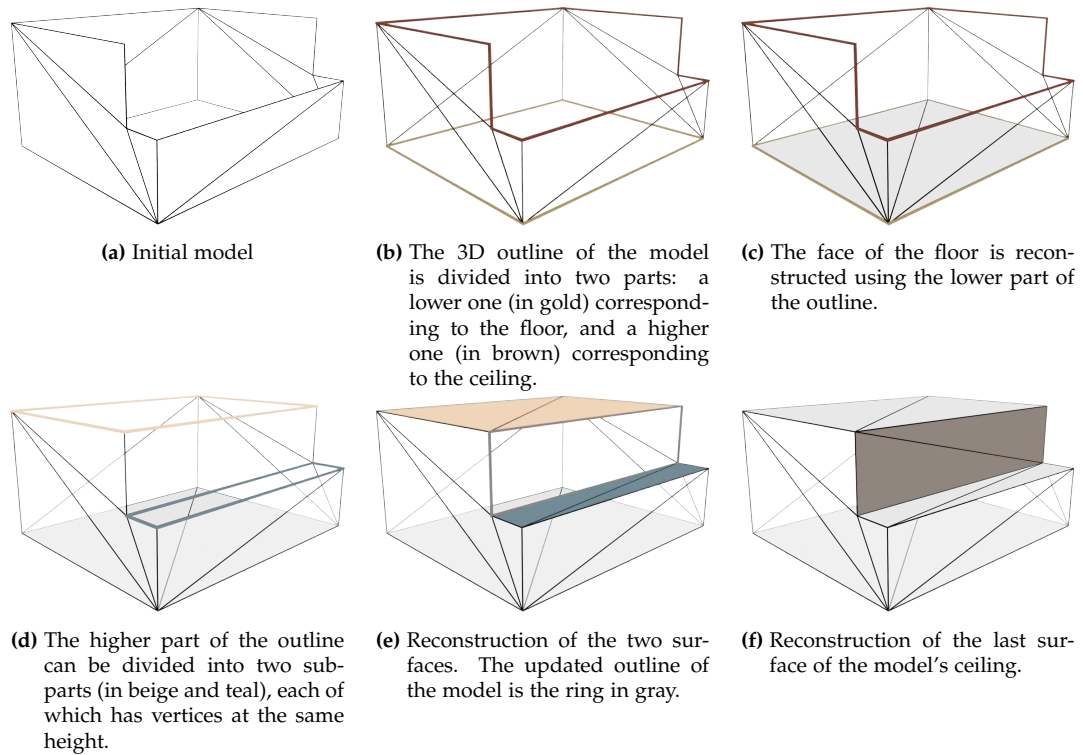 (a) Initial model
(b) The 3D outline of the model
is divided into two parts: a
lower one (in gold) correspond-
ing to the floor, and a higher
one (in brown) corresponding
to the ceiling.
(c) The face of the floor is recon-
structed using the lower part of
the outline.
(d) The higher part of the outline
can be divided into two sub-
parts (in beige and teal), each of
which has vertices at the same
height.
(e) Reconstruction of the two sur-
faces. The updated outline of
the model is the ring in gray.
(f) Reconstruction of the last sur-
face of the model's ceiling.